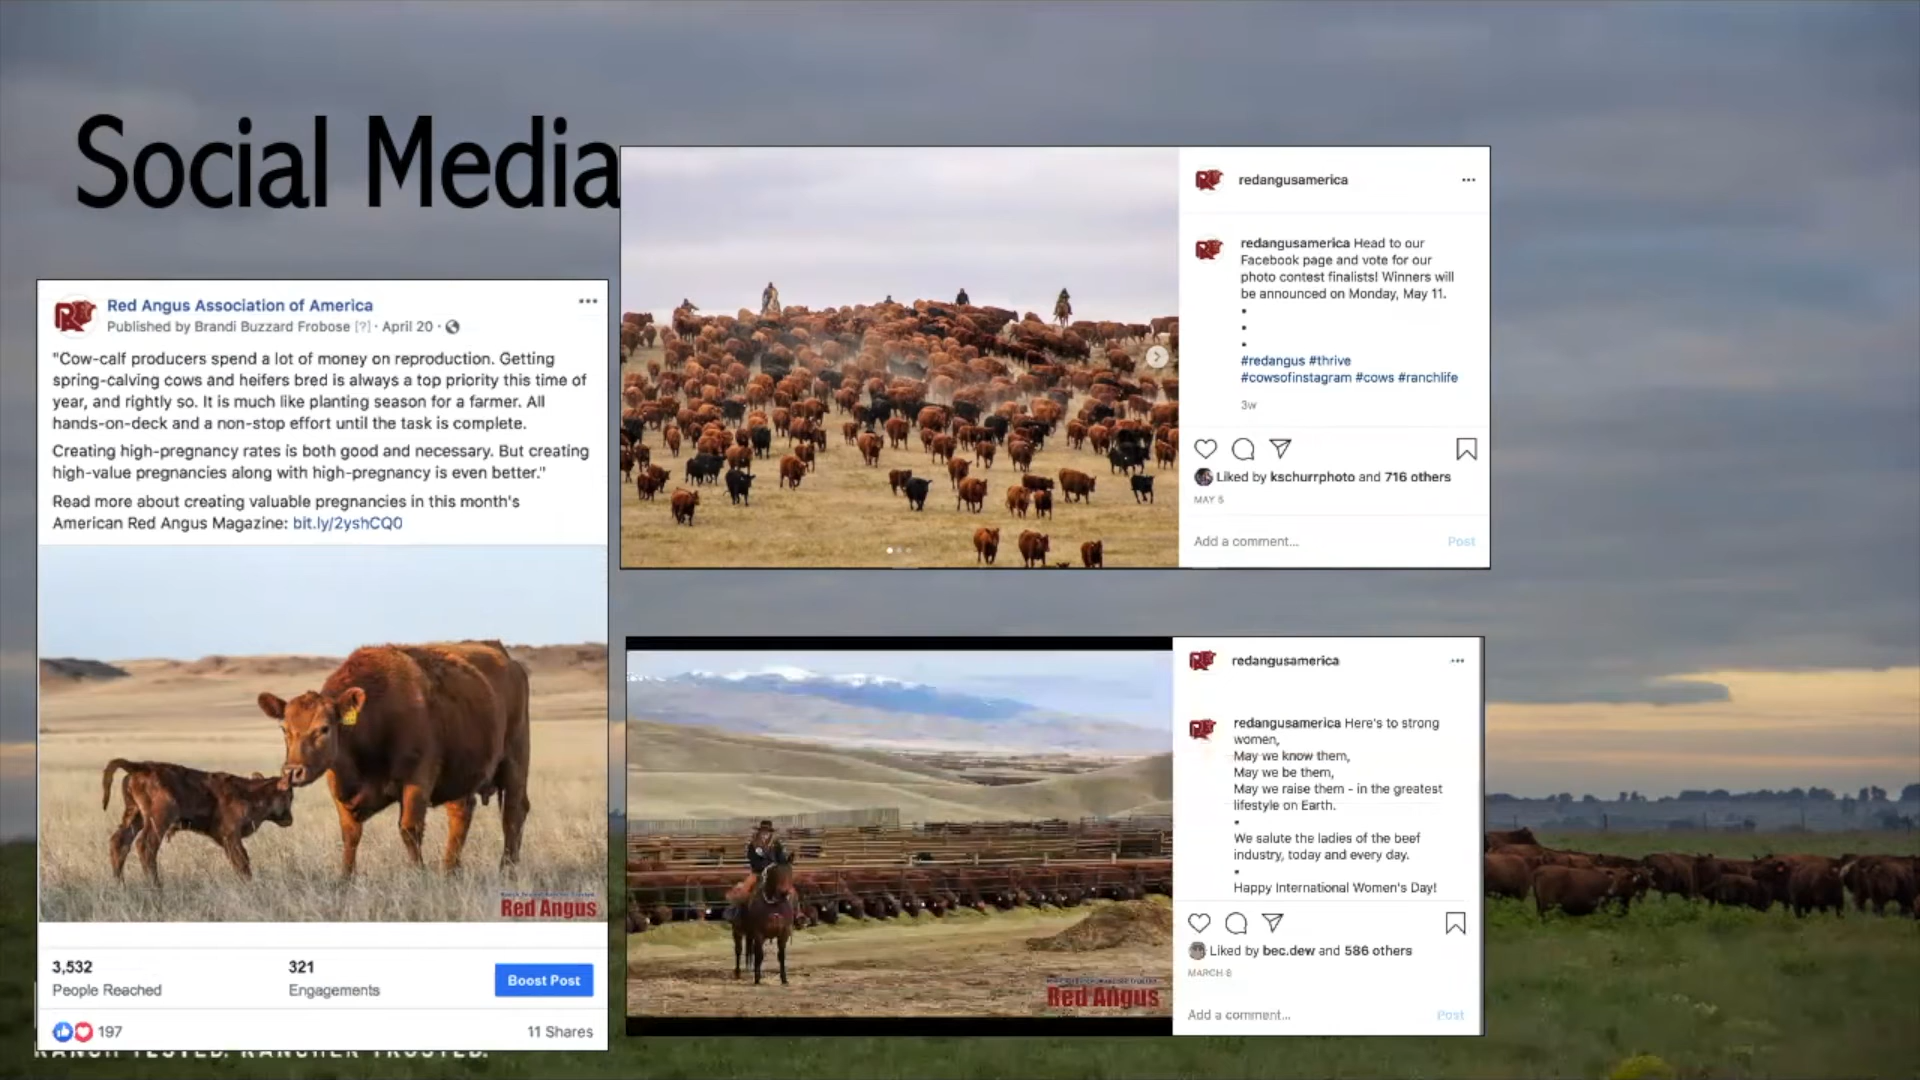 Social Media
Red Angus Association of America
Published by Brandi Buzzard Frobose [?] · April 20 ·
"Cow-calf producers spend a lot of money on reproduction. Getting
spring-calving cows and heifers bred is always a top priority this time of
year, and rightly so. It is much like planting season for a farmer. All
hands-on-deck and a non-stop effort until the task is complete.
Creating high-pregnancy rates is both good and necessary. But creating
high-value pregnancies along with high-pregnancy is even better."
Read more about creating valuable pregnancies in this month's
American Red Angus Magazine: bit.ly/2yshCQ0
Red Angus
3,532
People Reached
321
Engagements
Boost Post
197
11 Shares
RANCH TESTED. RANCHER TRUSTED.
redangusamerica
redangusamerica Head to our
Facebook page and vote for our
photo contest finalists! Winners will
be announced on Monday, May 11.
#redangus #thrive
#cowsofinstagram #cows #ranchlife
3w
Liked by kschurrphoto and 716 others
MAY 5
Add a comment...
Post
redangusamerica
redangusamerica Here's to strong
women,
May we know them,
May we be them,
May we raise them - in the greatest
lifestyle on Earth.
We salute the ladies of the beef
industry, today and every day.
Happy International Women's Day!
Liked by bec.dew and 586 others
MARCH 8
Add a comment...
Post
Red Angus